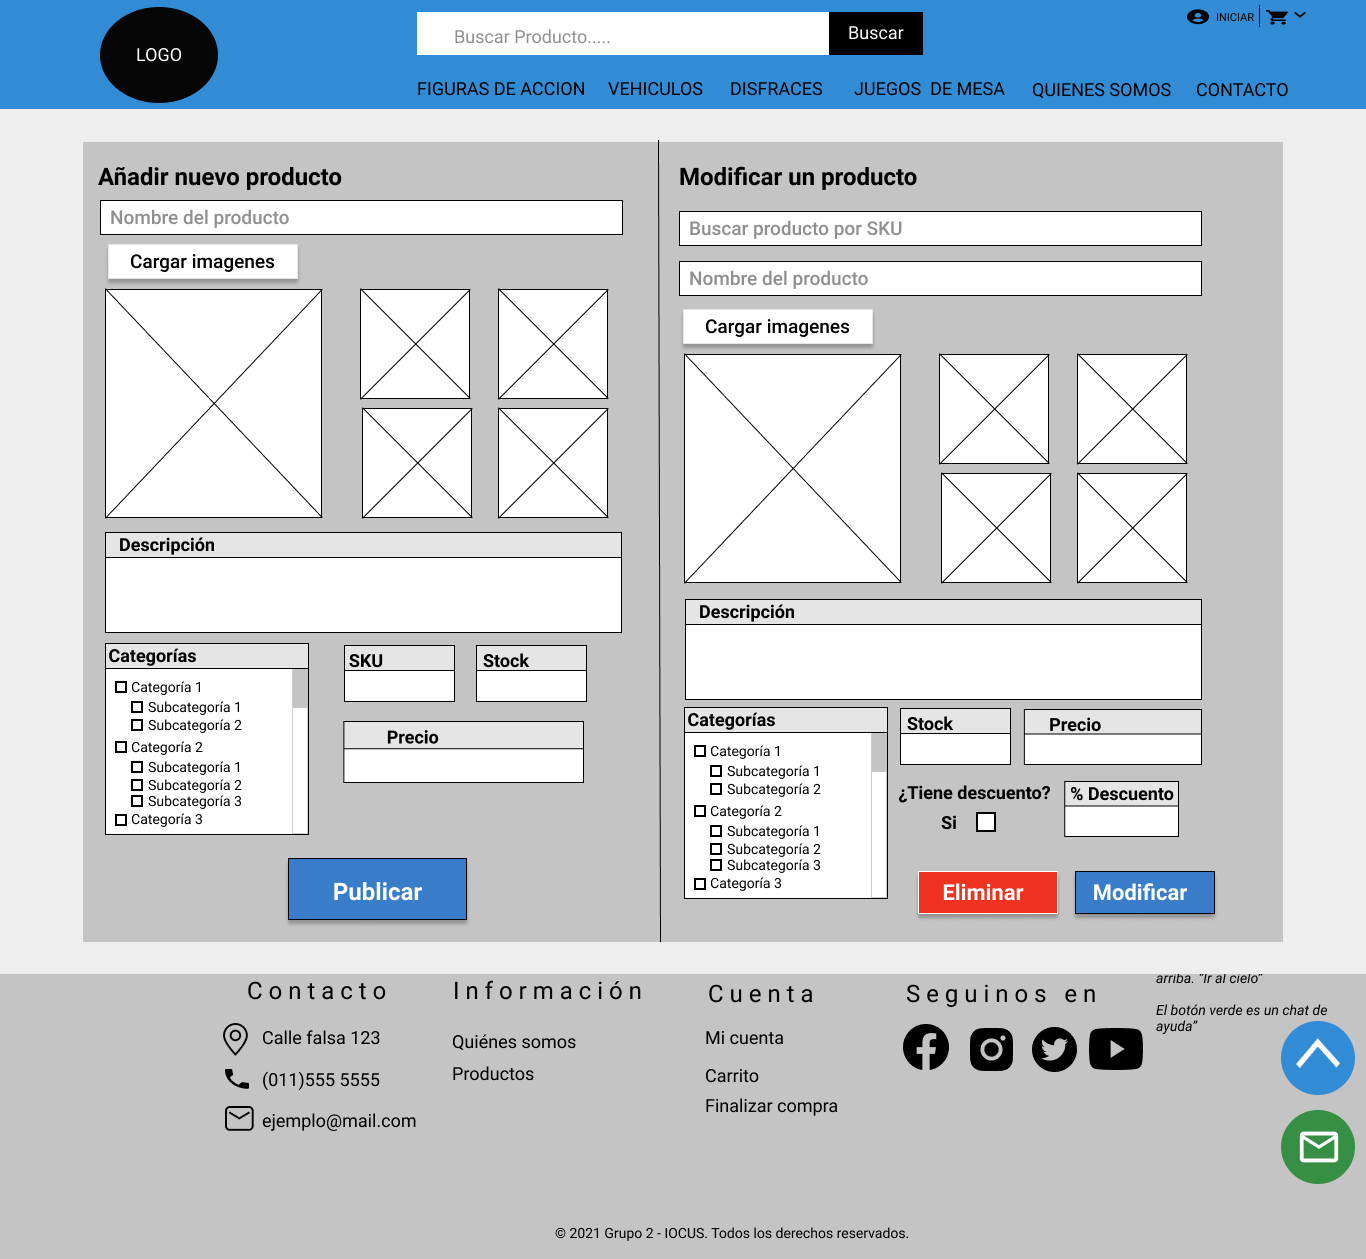 LOGO
Buscar Producto.....
Buscar
INICIAR
FIGURAS DE ACCION
VEHICULOS
DISFRACES
JUEGOS DE MESA
QUIENES SOMOS
CONTACTO
Añadir nuevo producto
Nombre del producto
Cargar imagenes
Descripción
Categorías
Categoría 1
Subcategoría 1
Subcategoría 2
Categoría 2
Subcategoría 1
Subcategoría 2
Subcategoría 3
Categoría 3
SKU
Stock
Precio
Publicar
Modificar un producto
Buscar producto por SKU
Nombre del producto
Cargar imagenes
Descripción
Categorías
Categoría 1
Subcategoría 1
Subcategoría 2
Categoría 2
Subcategoría 1
Subcategoría 2
Subcategoría 3
Categoría 3
Stock
Precio
¿Tiene descuento?
Si
% Descuento
Eliminar
Modificar
Contacto
Calle falsa 123
(011)555 5555
ejemplo@mail.com
Información
Quiénes somos
Productos
Cuenta
Mi cuenta
Carrito
Finalizar compra
Seguinos en
arriba. “Ir al cielo”
El botón verde es un chat de
ayuda”
© 2021 Grupo 2 - IOCUS. Todos los derechos reservados.